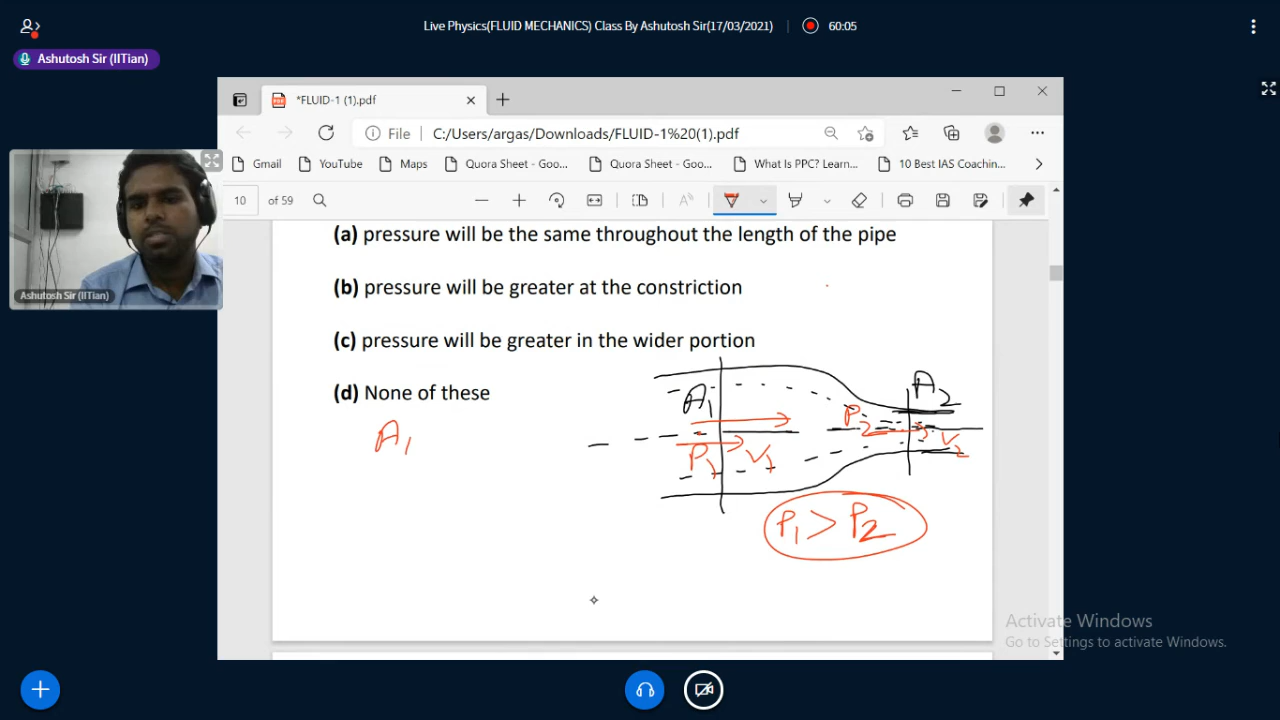 Live Physics(FLUID MECHANICS) Class By Ashutosh Sir(17/03/2021)
60:05
Ashutosh Sir (IITian)
*FLUID-1 (1).pdf
File
C:/Users/argas/Downloads/FLUID-1%20(1).pdf
Gmail
YouTube
Maps
Quora Sheet - Goo...
Quora Sheet - Goo...
What Is PPC? Learn...
10 Best IAS Coachin...
10 of 59
Ashutosh Sir (IITian)
(a) pressure will be the same throughout the length of the pipe
(b) pressure will be greater at the constriction
(c) pressure will be greater in the wider portion
(d) None of these
A1
A2
P2
A1
P1 V1
V2
P1 > P2
Activate Windows
Go to Settings to activate Windows.